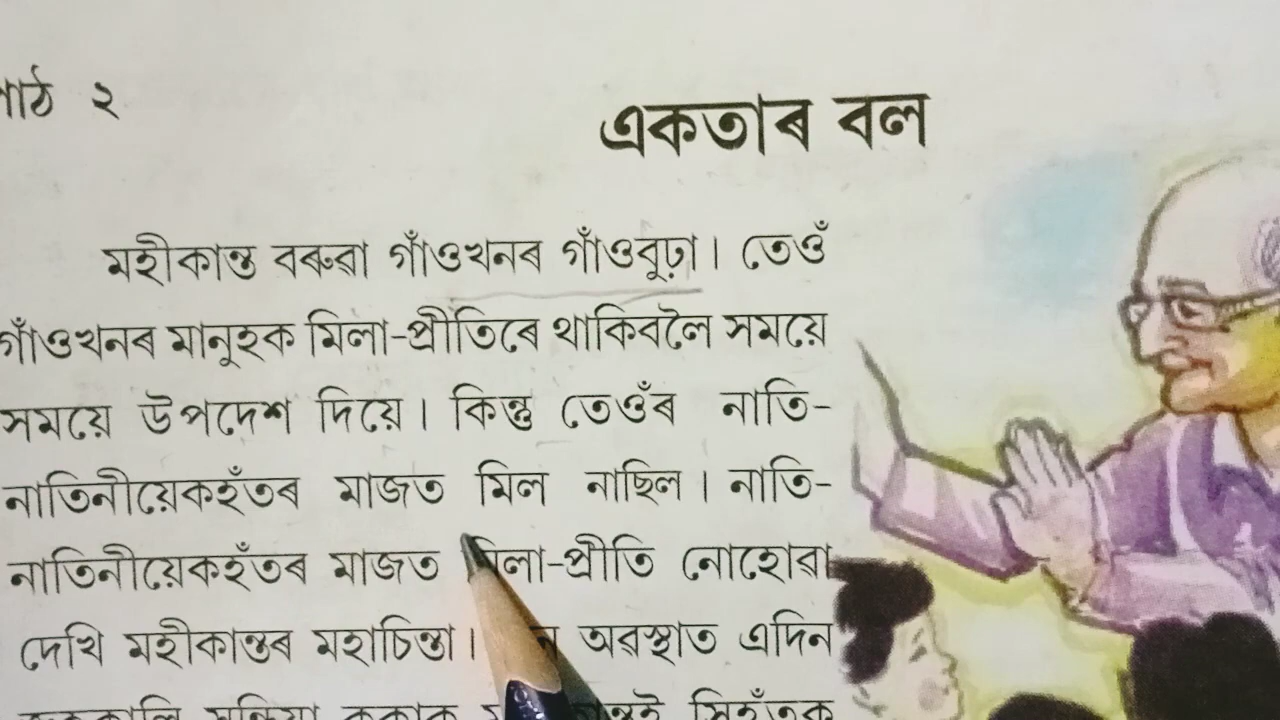 পাঠ ২
একতাৰ বল
মহীকান্ত বৰুৱা গাঁওখনৰ গাঁওবুঢ়া। তেওঁ
গাঁওখনৰ মানুহক মিলা-প্ৰীতিৰে থাকিবলৈ সময়ে
সময়ে উপদেশ দিয়ে। কিন্তু তেওঁৰ নাতি-
নাতিনীয়েকহঁতৰ মাজত মিল নাছিল। নাতি-
নাতিনীয়েকহঁতৰ মাজত মিলা-প্ৰীতি নোহোৱা
দেখি মহীকান্তৰ মহাচিন্তা। অৱস্থাত এদিন
সিহঁতক